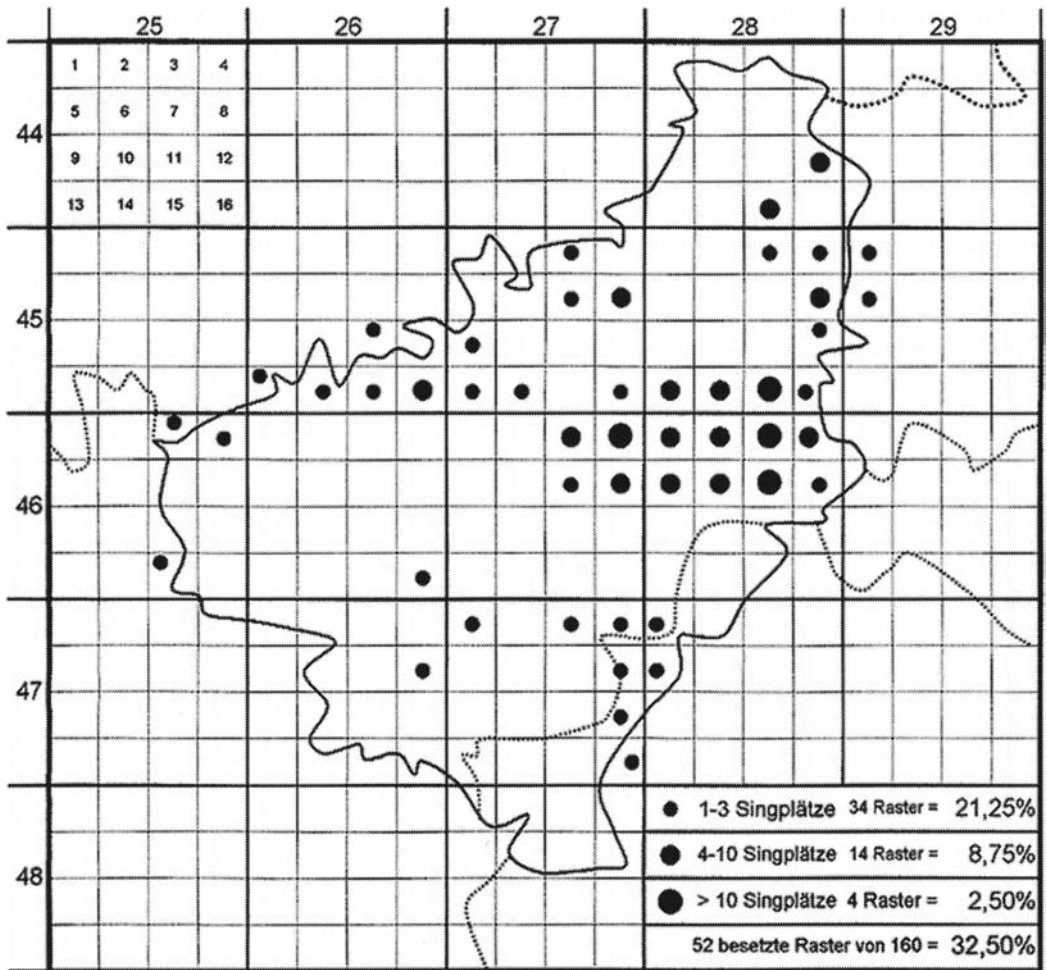 25 26 27 28 29
1 2 3 4
5 6 7 8
44
9 10 11 12
13 14 15 16
45
46
47
1-3 Singplätze 34 Raster = 21,25%
4-10 Singplätze 14 Raster = 8,75%
48
> 10 Singplätze 4 Raster = 2,50%
52 besetzte Raster von 160 = 32,50%